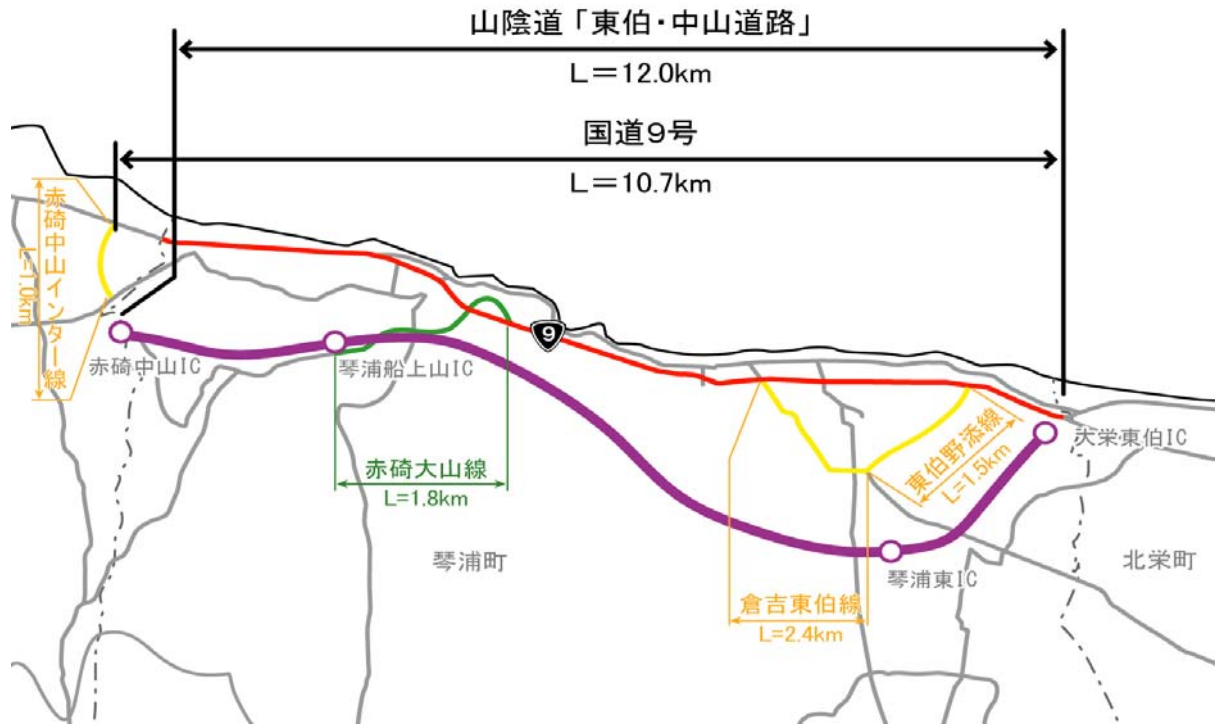 山陰道「東伯・中山道路」
L=12.0km
国道9号
L=10.7km
赤碕中山インター線
L=1.0km
9
赤碕中山IC
琴浦船上山IC
大栄東伯IC
東伯野添線
L=1.5km
赤碕大山線
L=1.8km
琴浦町
琴浦東IC
北栄町
倉吉東伯線
L=2.4km